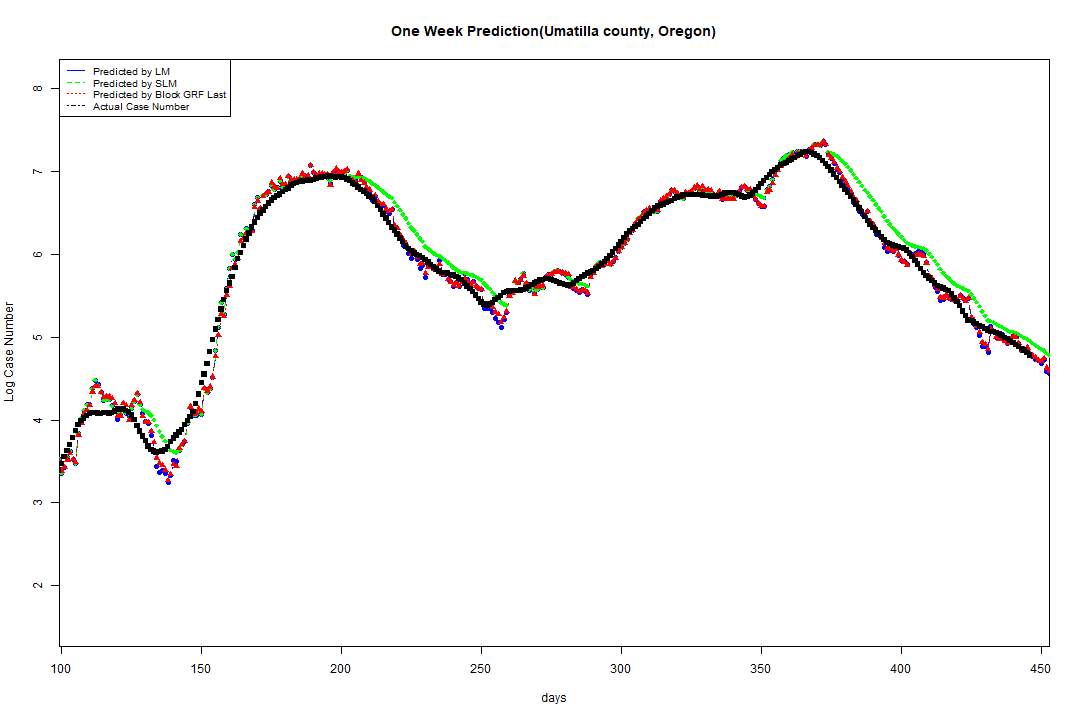 One Week Prediction(Umatilla county, Oregon)
Predicted by LM
Predicted by SLM
Predicted by Block GRF Last
Actual Case Number
8
7
6
5
4
3
2
Log Case Number
100 150 200 250 300 350 400 450
days